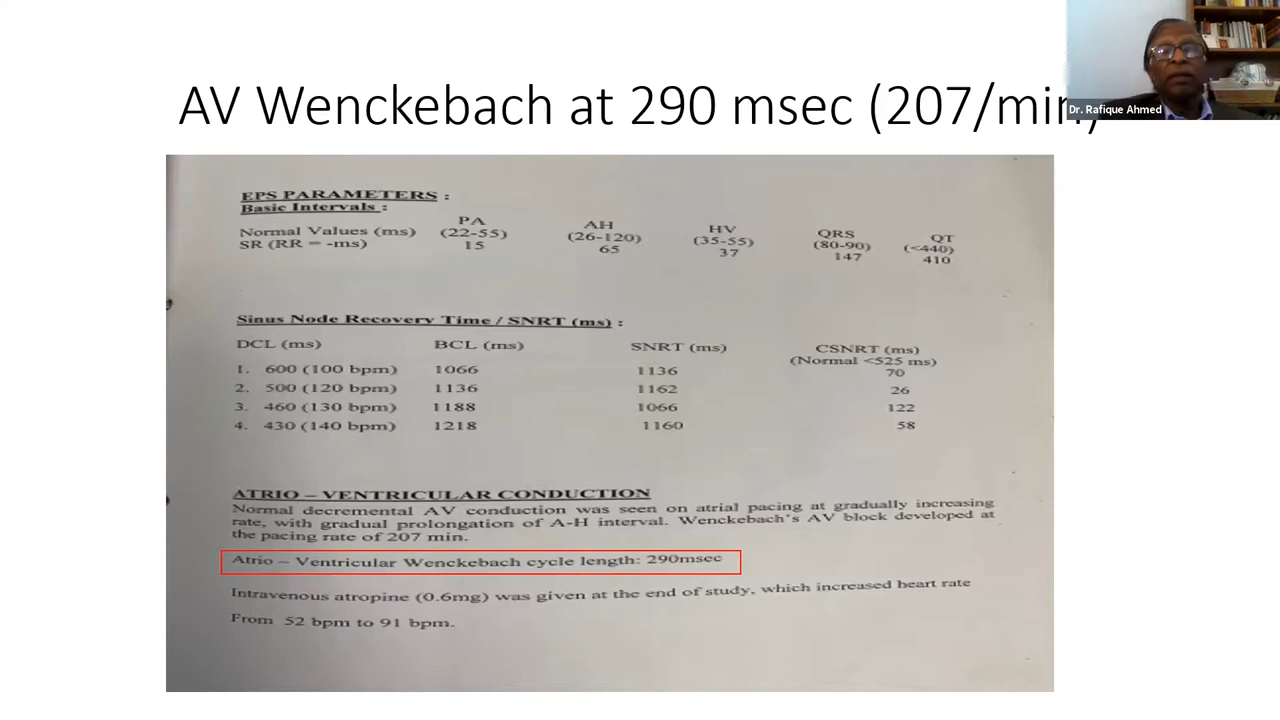 AV Wenckebach at 290 msec (207/min)
Dr. Rafique Ahmed
EPS PARAMETERS :
Basic Intervals :
PA AH HV QRS QT
Normal Values (ms) (22-55) (26-120) (35-55) (80-90) (<440)
SR (RR = -ms) 15 65 37 147 410
Sinus Node Recovery Time / SNRT (ms) :
DCL (ms) BCL (ms) SNRT (ms) CSNRT (ms)
(Normal <525 ms)
1. 600 (100 bpm) 1066 1136 70
2. 500 (120 bpm) 1136 1162 26
3. 460 (130 bpm) 1188 1066 122
4. 430 (140 bpm) 1218 1160 58
ATRIO – VENTRICULAR CONDUCTION
Normal decremental AV conduction was seen on atrial pacing at gradually increasing
rate, with gradual prolongation of A-H interval. Wenckebach's AV block developed at
the pacing rate of 207 min.
Atrio – Ventricular Wenckebach cycle length: 290msec
Intravenous atropine (0.6mg) was given at the end of study, which increased heart rate
From 52 bpm to 91 bpm.